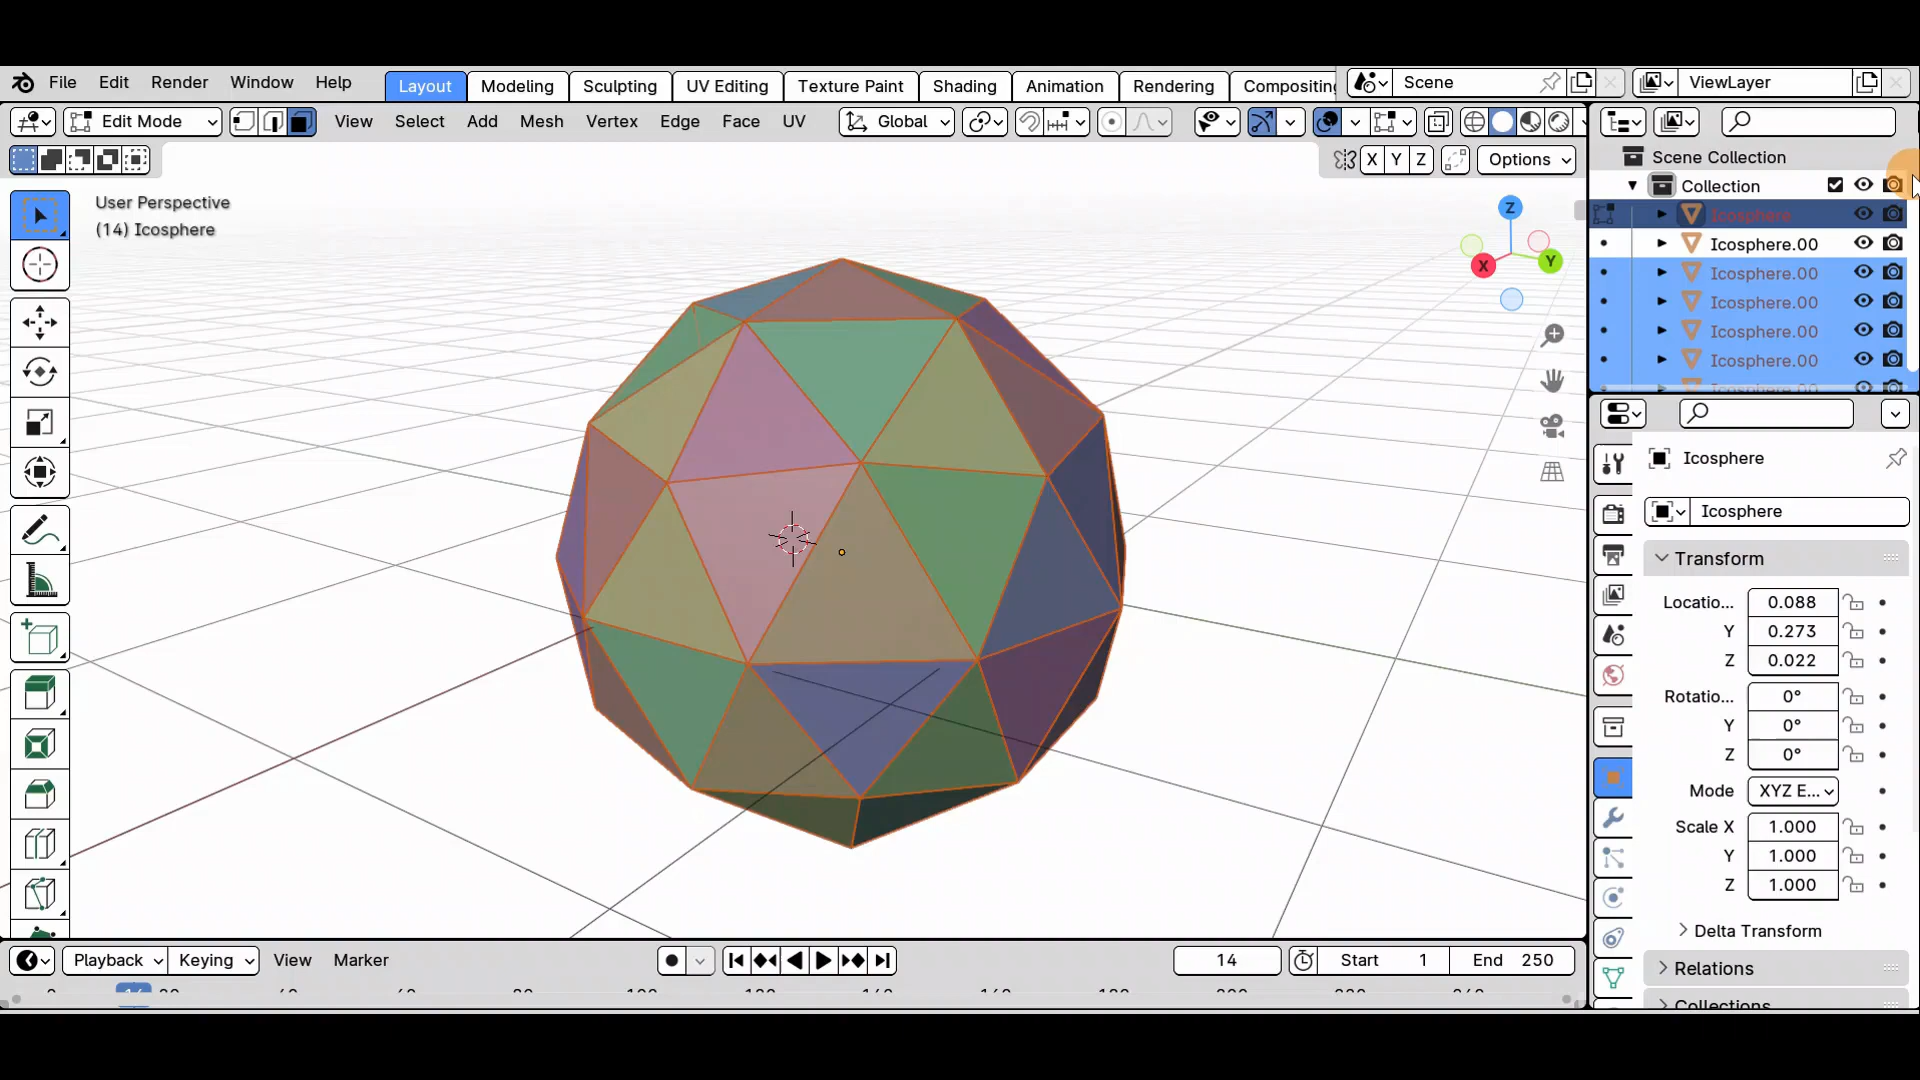 File Edit Render Window Help Layout Modeling Sculpting UV Editing Texture Paint Shading Animation Rendering Scene ViewLayer
Edit Mode View Select Add Mesh Vertex Edge Face UV Global
X Y Z Options
Scene Collection
Collection
Icosphere
Icosphere.00
Icosphere.00
Icosphere.00
Icosphere.00
Icosphere.00
User Perspective
(14) Icosphere
Z
X Y
Icosphere
Icosphere
Transform
Locatio... 0.088
Y 0.273
Z 0.022
Rotatio... 0°
Y 0°
Z 0°
Mode XYZ E...
Scale X 1.000
Y 1.000
Z 1.000
Delta Transform
Relations
Collections
Playback Keying View Marker 14 Start 1 End 250